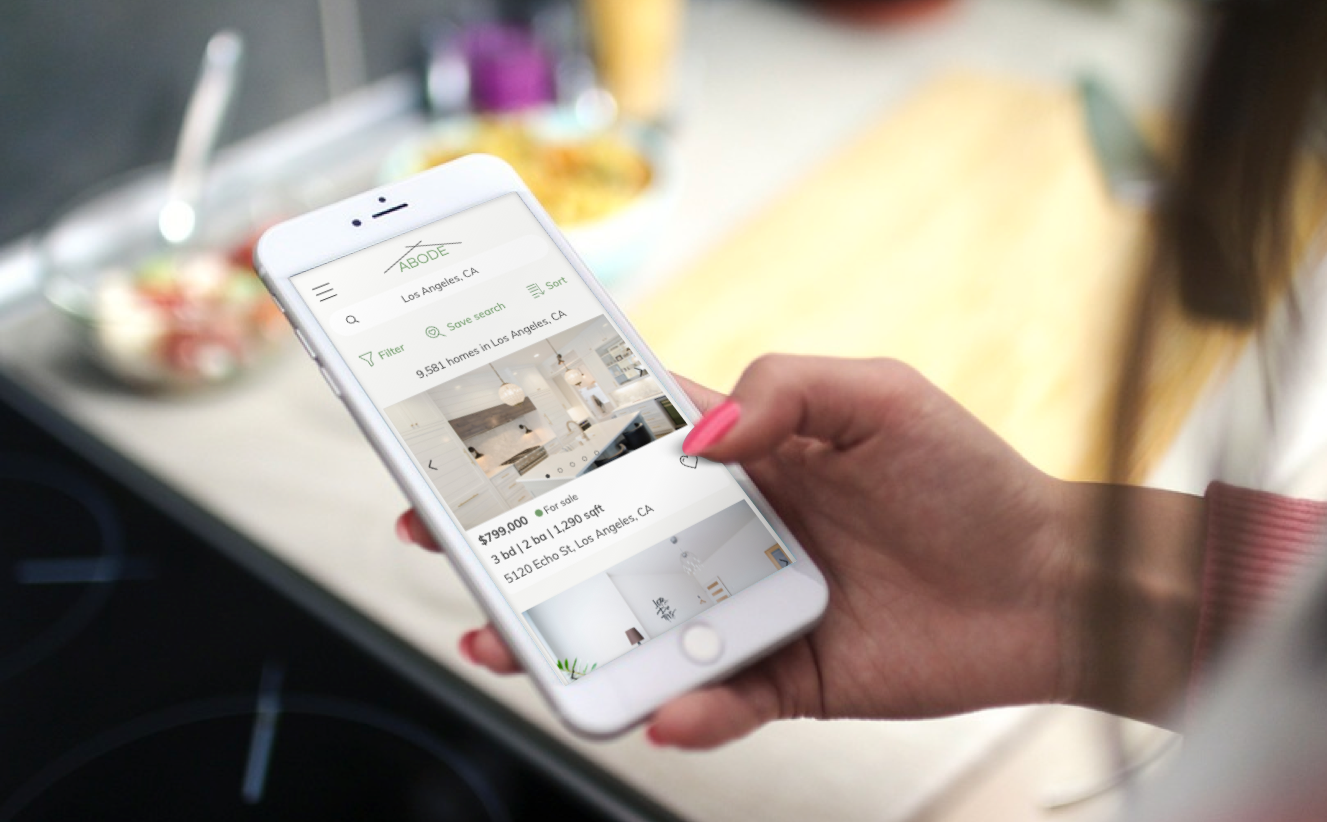 ABODE
Los Angeles, CA
Filter
Save search
Sort
9,581 homes in Los Angeles, CA
$799,000 For sale
3 bd | 2 ba | 1,290 sqft
5120 Echo St, Los Angeles, CA